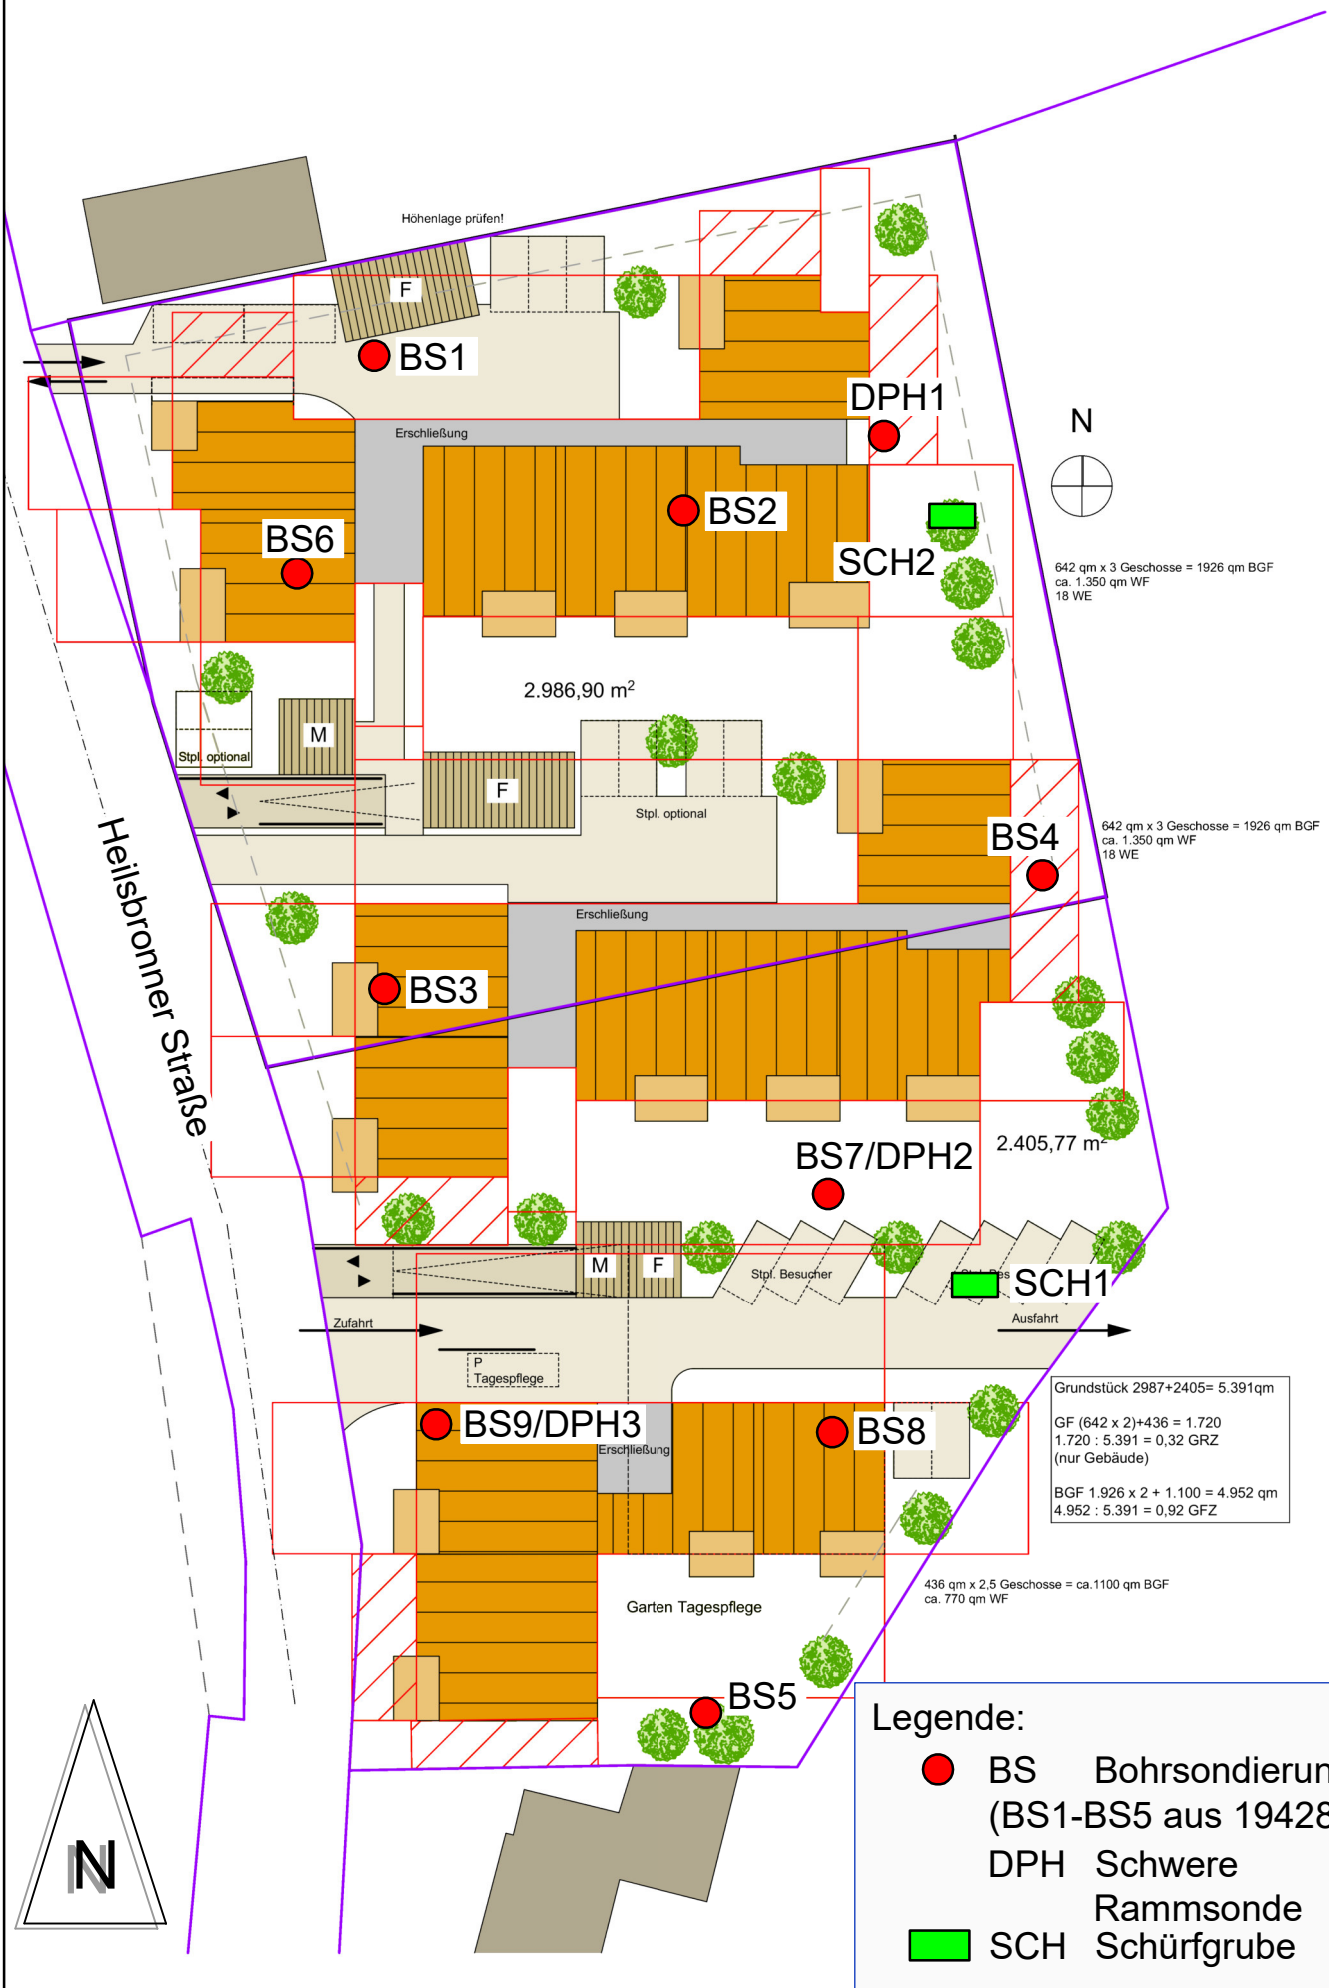 Höhenlage prüfen!
F
BS1
DPH1
N
Erschließung
BS2
BS6
SCH2
642 qm x 3 Geschosse = 1926 qm BGF
ca. 1.350 qm WF
18 WE
2.986,90 m²
M
Stpl. optional
F
Stpl. optional
BS4
642 qm x 3 Geschosse = 1926 qm BGF
ca. 1.350 qm WF
18 WE
Heilsbronner Straße
Erschließung
BS3
2.405,77 m²
BS7/DPH2
M
F
Stpl. Besucher
SCH1
Zufahrt
Ausfahrt
P
Tagespflege
Grundstück 2987+2405= 5.391qm
GF (642 x 2)+436 = 1.720
1.720 : 5.391 = 0,32 GRZ
(nur Gebäude)
BGF 1.926 x 2 + 1.100 = 4.952 qm
4.952 : 5.391 = 0,92 GFZ
BS9/DPH3
BS8
Erschließung
436 qm x 2,5 Geschosse = ca.1100 qm BGF
ca. 770 qm WF
Garten Tagespflege
BS5
Legende:
BS Bohrsondierun
(BS1-BS5 aus 19428
DPH Schwere
Rammsonde
SCH Schürfgrube
N